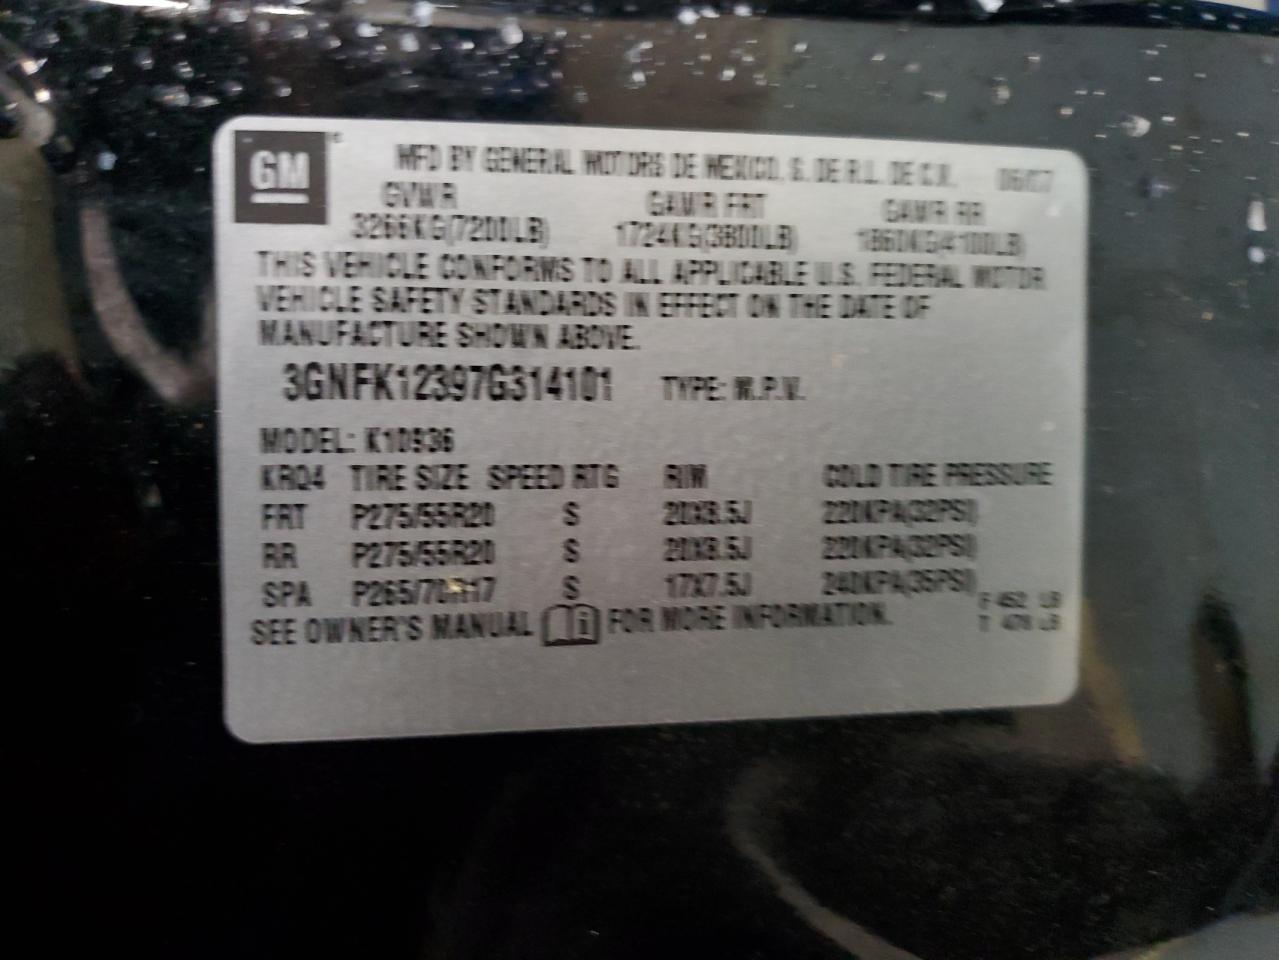 GM
MFD BY GENERAL MOTORS DE MEXICO, S. DE R.L. DE C.V. 06/07
GVWR GAWR FRT GAWR RR
3266KG(7200LB) 1724KG(3800LB) 1860KG(4100LB)
THIS VEHICLE CONFORMS TO ALL APPLICABLE U.S. FEDERAL MOTOR
VEHICLE SAFETY STANDARDS IN EFFECT ON THE DATE OF
MANUFACTURE SHOWN ABOVE.
3GNFK12397G314101 TYPE: M.P.V.
MODEL: K10936
KRQ4 TIRE SIZE SPEED RTG RIM COLD TIRE PRESSURE
FRT P275/55R20 S 20X8.5J 220KPA(32PSI)
RR P275/55R20 S 20X8.5J 220KPA(32PSI)
SPA P265/70R17 S 17X7.5J 240KPA(35PSI)
SEE OWNER'S MANUAL FOR MORE INFORMATION.
LB
LB